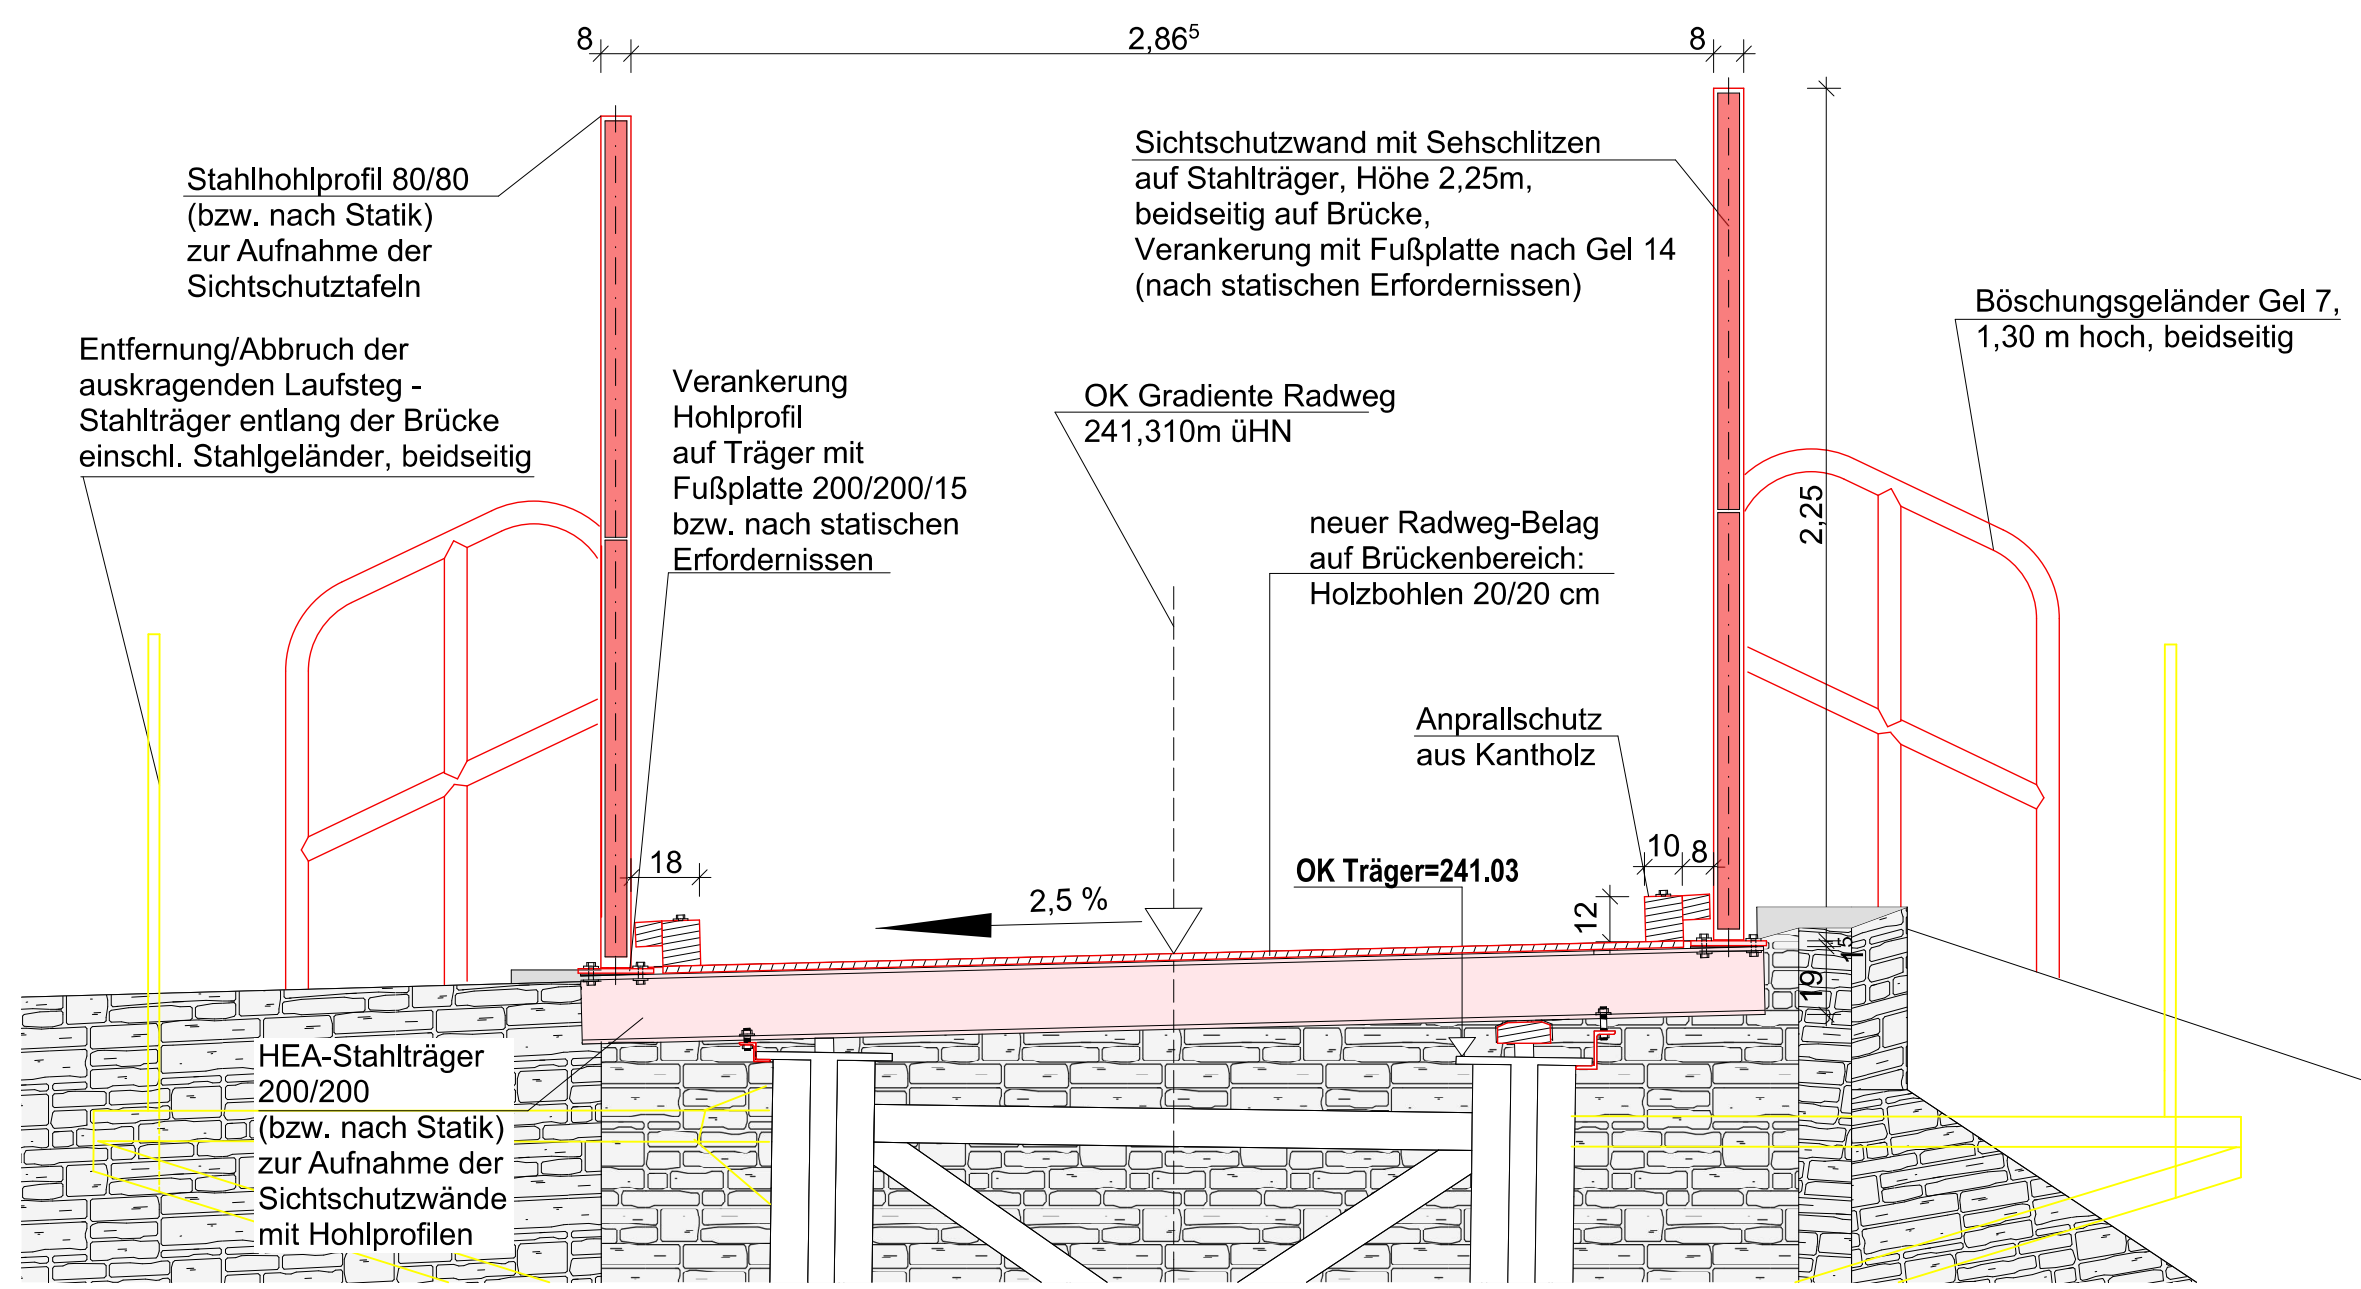 8
2,86⁵
8
Stahlhohlprofil 80/80
(bzw. nach Statik)
zur Aufnahme der
Sichtschutztafeln
Sichtschutzwand mit Sehschlitzen
auf Stahlträger, Höhe 2,25m,
beidseitig auf Brücke,
Verankerung mit Fußplatte nach Gel 14
(nach statischen Erfordernissen)
Böschungsgeländer Gel 7,
1,30 m hoch, beidseitig
Entfernung/Abbruch der
auskragenden Laufsteg -
Stahlträger entlang der Brücke
einschl. Stahlgeländer, beidseitig
Verankerung
Hohlprofil
auf Träger mit
Fußplatte 200/200/15
bzw. nach statischen
Erfordernissen
OK Gradiente Radweg
241,310m üHN
neuer Radweg-Belag
auf Brückenbereich:
Holzbohlen 20/20 cm
2,25
Anprallschutz
aus Kantholz
18
10
8
OK Träger=241.03
2,5 %
12
1⁵
19
HEA-Stahlträger
200/200
(bzw. nach Statik)
zur Aufnahme der
Sichtschutzwände
mit Hohlprofilen